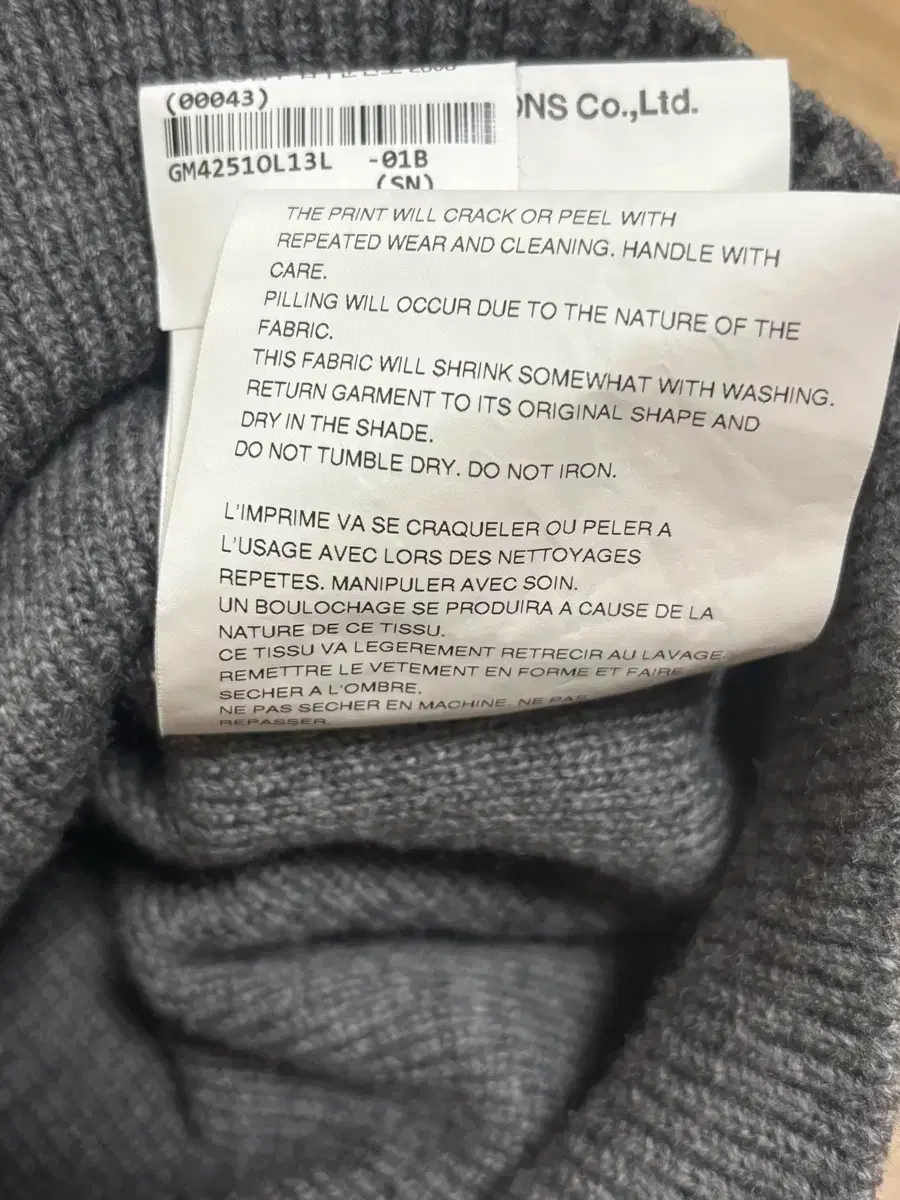 (00043)
GM42510L13L -01B
(SN)
ONS Co.,Ltd.
THE PRINT WILL CRACK OR PEEL WITH
REPEATED WEAR AND CLEANING. HANDLE WITH
CARE.
PILLING WILL OCCUR DUE TO THE NATURE OF THE
FABRIC.
THIS FABRIC WILL SHRINK SOMEWHAT WITH WASHING.
RETURN GARMENT TO ITS ORIGINAL SHAPE AND
DRY IN THE SHADE.
DO NOT TUMBLE DRY. DO NOT IRON.
L'IMPRIME VA SE CRAQUELER OU PELER A
L'USAGE AVEC LORS DES NETTOYAGES
REPETES. MANIPULER AVEC SOIN.
UN BOULOCHAGE SE PRODUIRA A CAUSE DE LA
NATURE DE CE TISSU.
CE TISSU VA LEGEREMENT RETRECIR AU LAVAGE.
REMETTRE LE VETEMENT EN FORME ET FAIRE
SECHER A L'OMBRE.
NE PAS SECHER EN MACHINE. NE PAS
REPASSER.